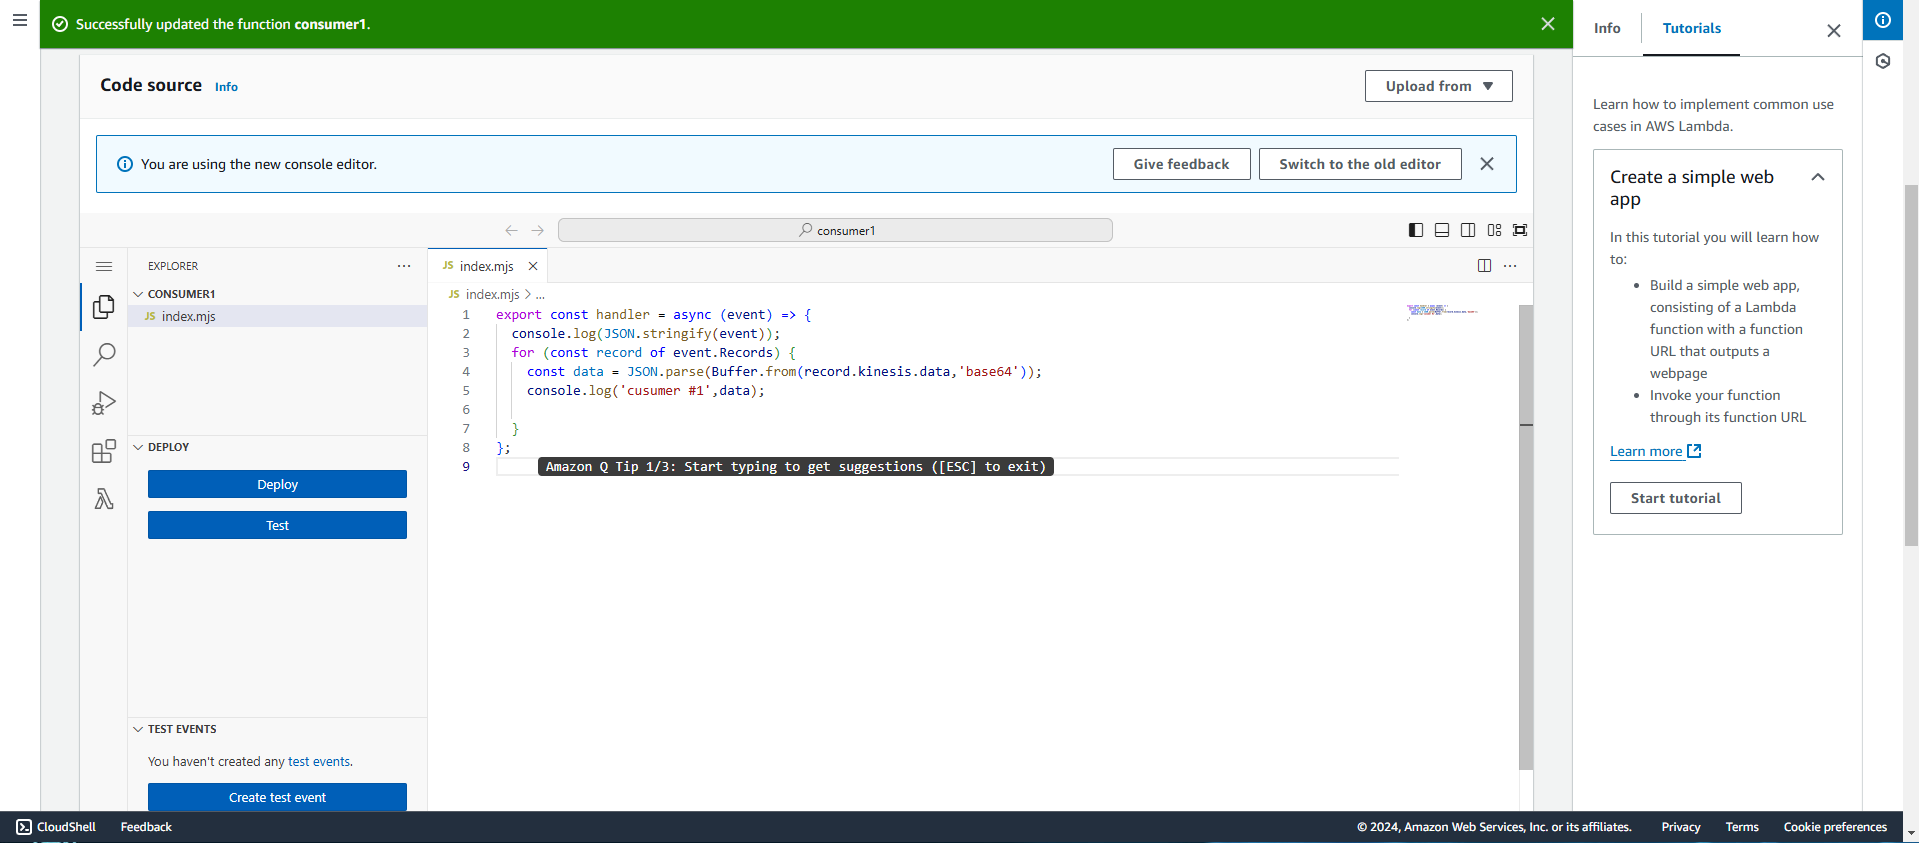 Successfully updated the function consumer1.
Info
Tutorials
Code source Info
Upload from
Learn how to implement common use
cases in AWS Lambda.
You are using the new console editor.
Give feedback
Switch to the old editor
Create a simple web
app
In this tutorial you will learn how
to:
• Build a simple web app,
consisting of a Lambda
function with a function
URL that outputs a
webpage
• Invoke your function
through its function URL
Learn more
Start tutorial
consumer1
EXPLORER
CONSUMER1
JS index.mjs
DEPLOY
Deploy
Test
TEST EVENTS
You haven't created any test events.
Create test event
JS index.mjs
JS index.mjs > ...
1 export const handler = async (event) => {
2 console.log(JSON.stringify(event));
3 for (const record of event.Records) {
4 const data = JSON.parse(Buffer.from(record.kinesis.data,'base64'));
5 console.log('cusumer #1',data);
6
7 }
8 };
9 Amazon Q Tip 1/3: Start typing to get suggestions ([ESC] to exit)
CloudShell
Feedback
© 2024, Amazon Web Services, Inc. or its affiliates.
Privacy
Terms
Cookie preferences